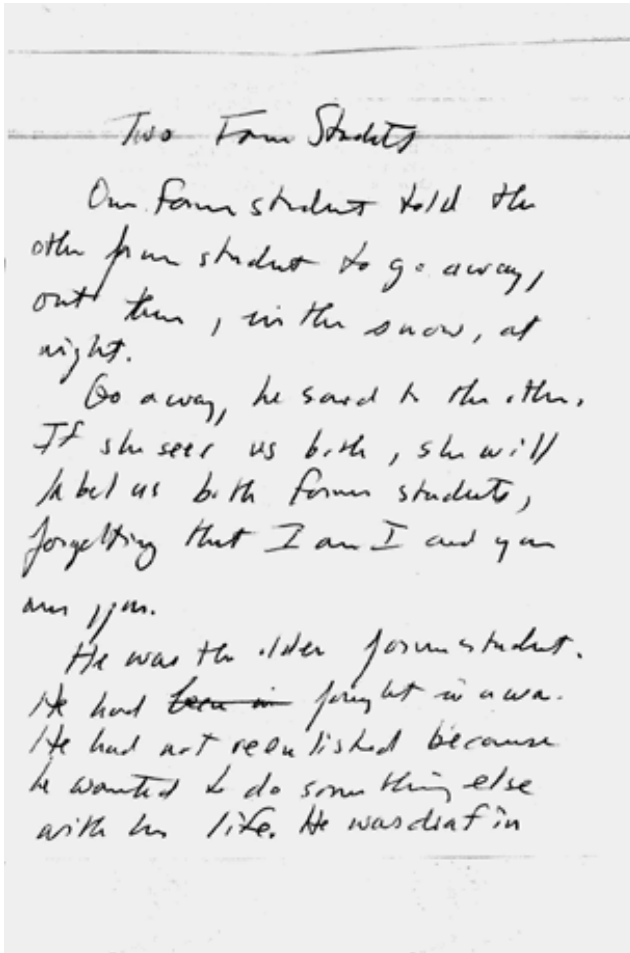 Two Former Students
One former student told the
other former student to go away,
out there, in the snow, at
night.
Go away, he said to the other.
If she sees us both, she will
label us both former students,
forgetting that I am I and you
are you.
He was the older former student.
He had been in fought in a war.
He had not reenlisted because
he wanted to do something else
with his life. He was deaf in